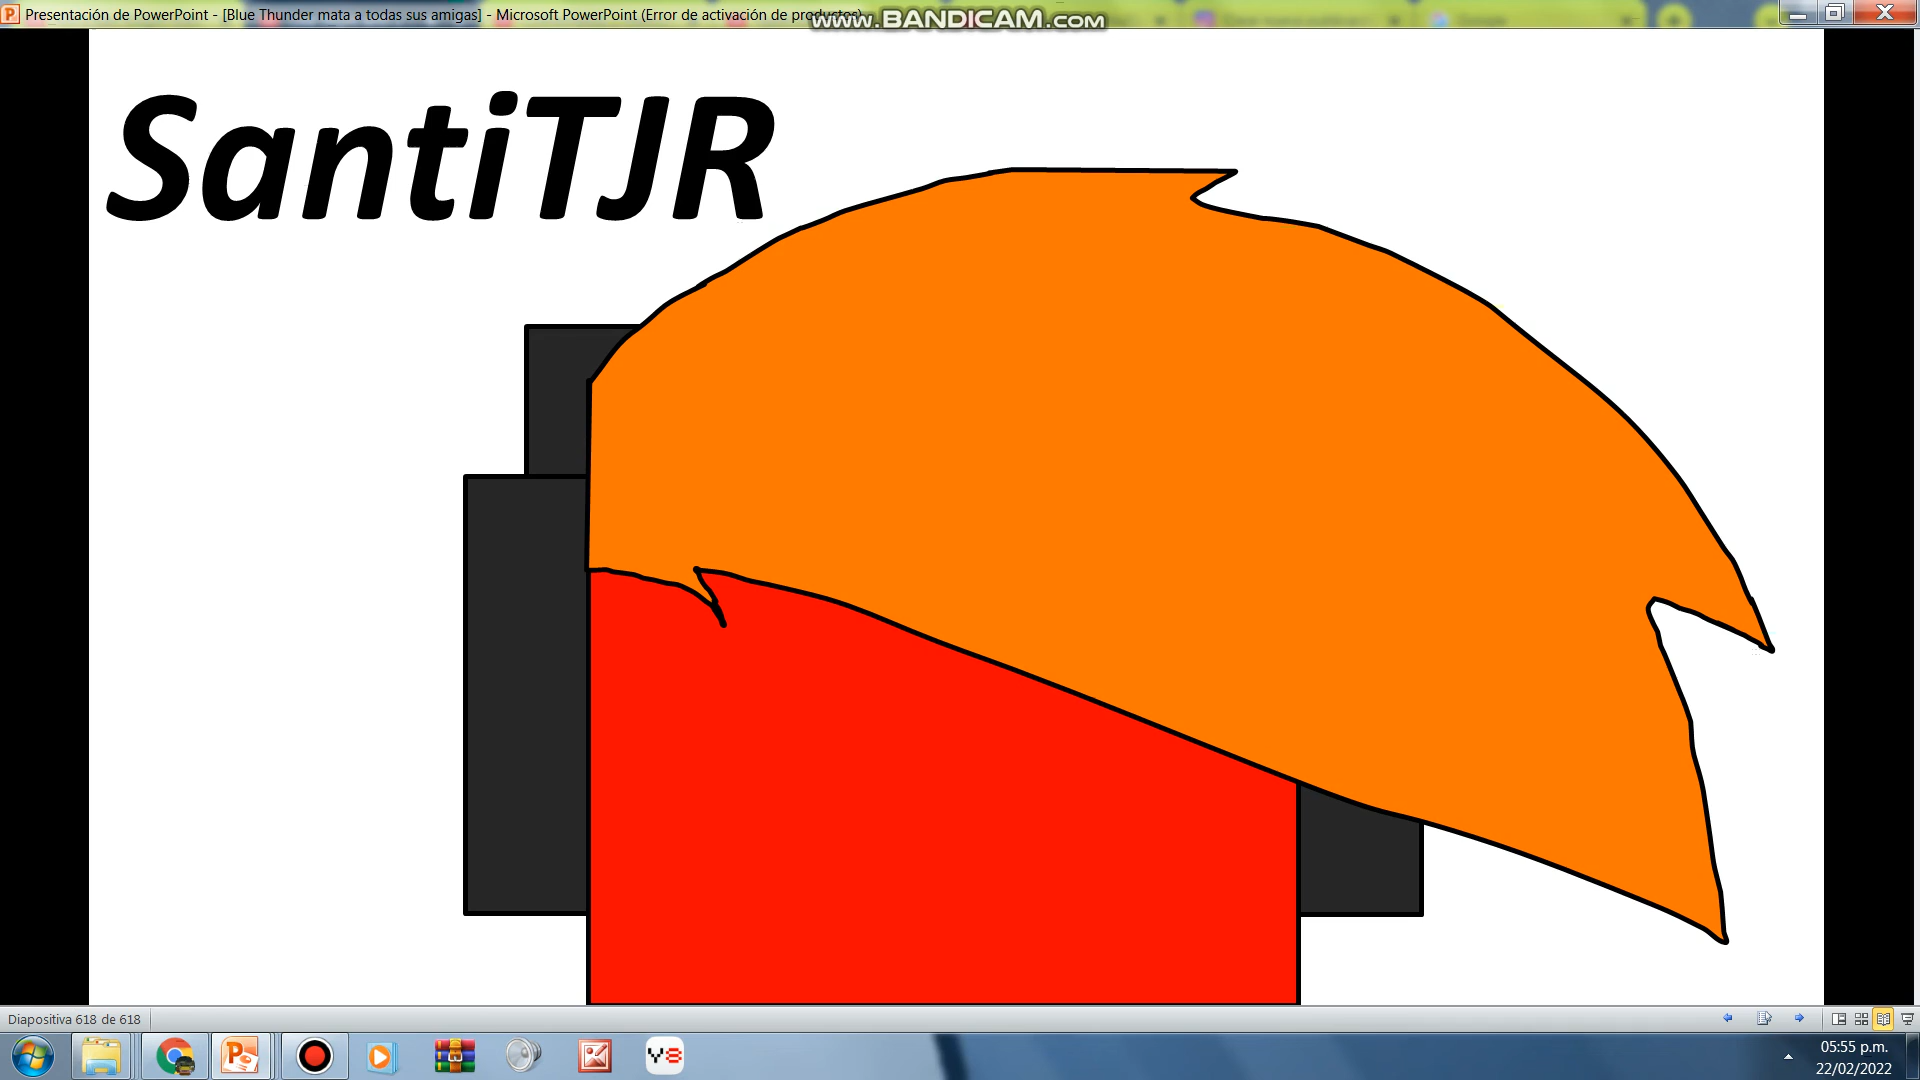 Presentación de PowerPoint - [Blue Thunder mata a todas sus amigas] - Microsoft PowerPoint (Error de activación de productos)
www.BANDICAM.com
Google
SantiTJR
Diapositiva 618 de 618
05:55 p.m.
22/02/2022